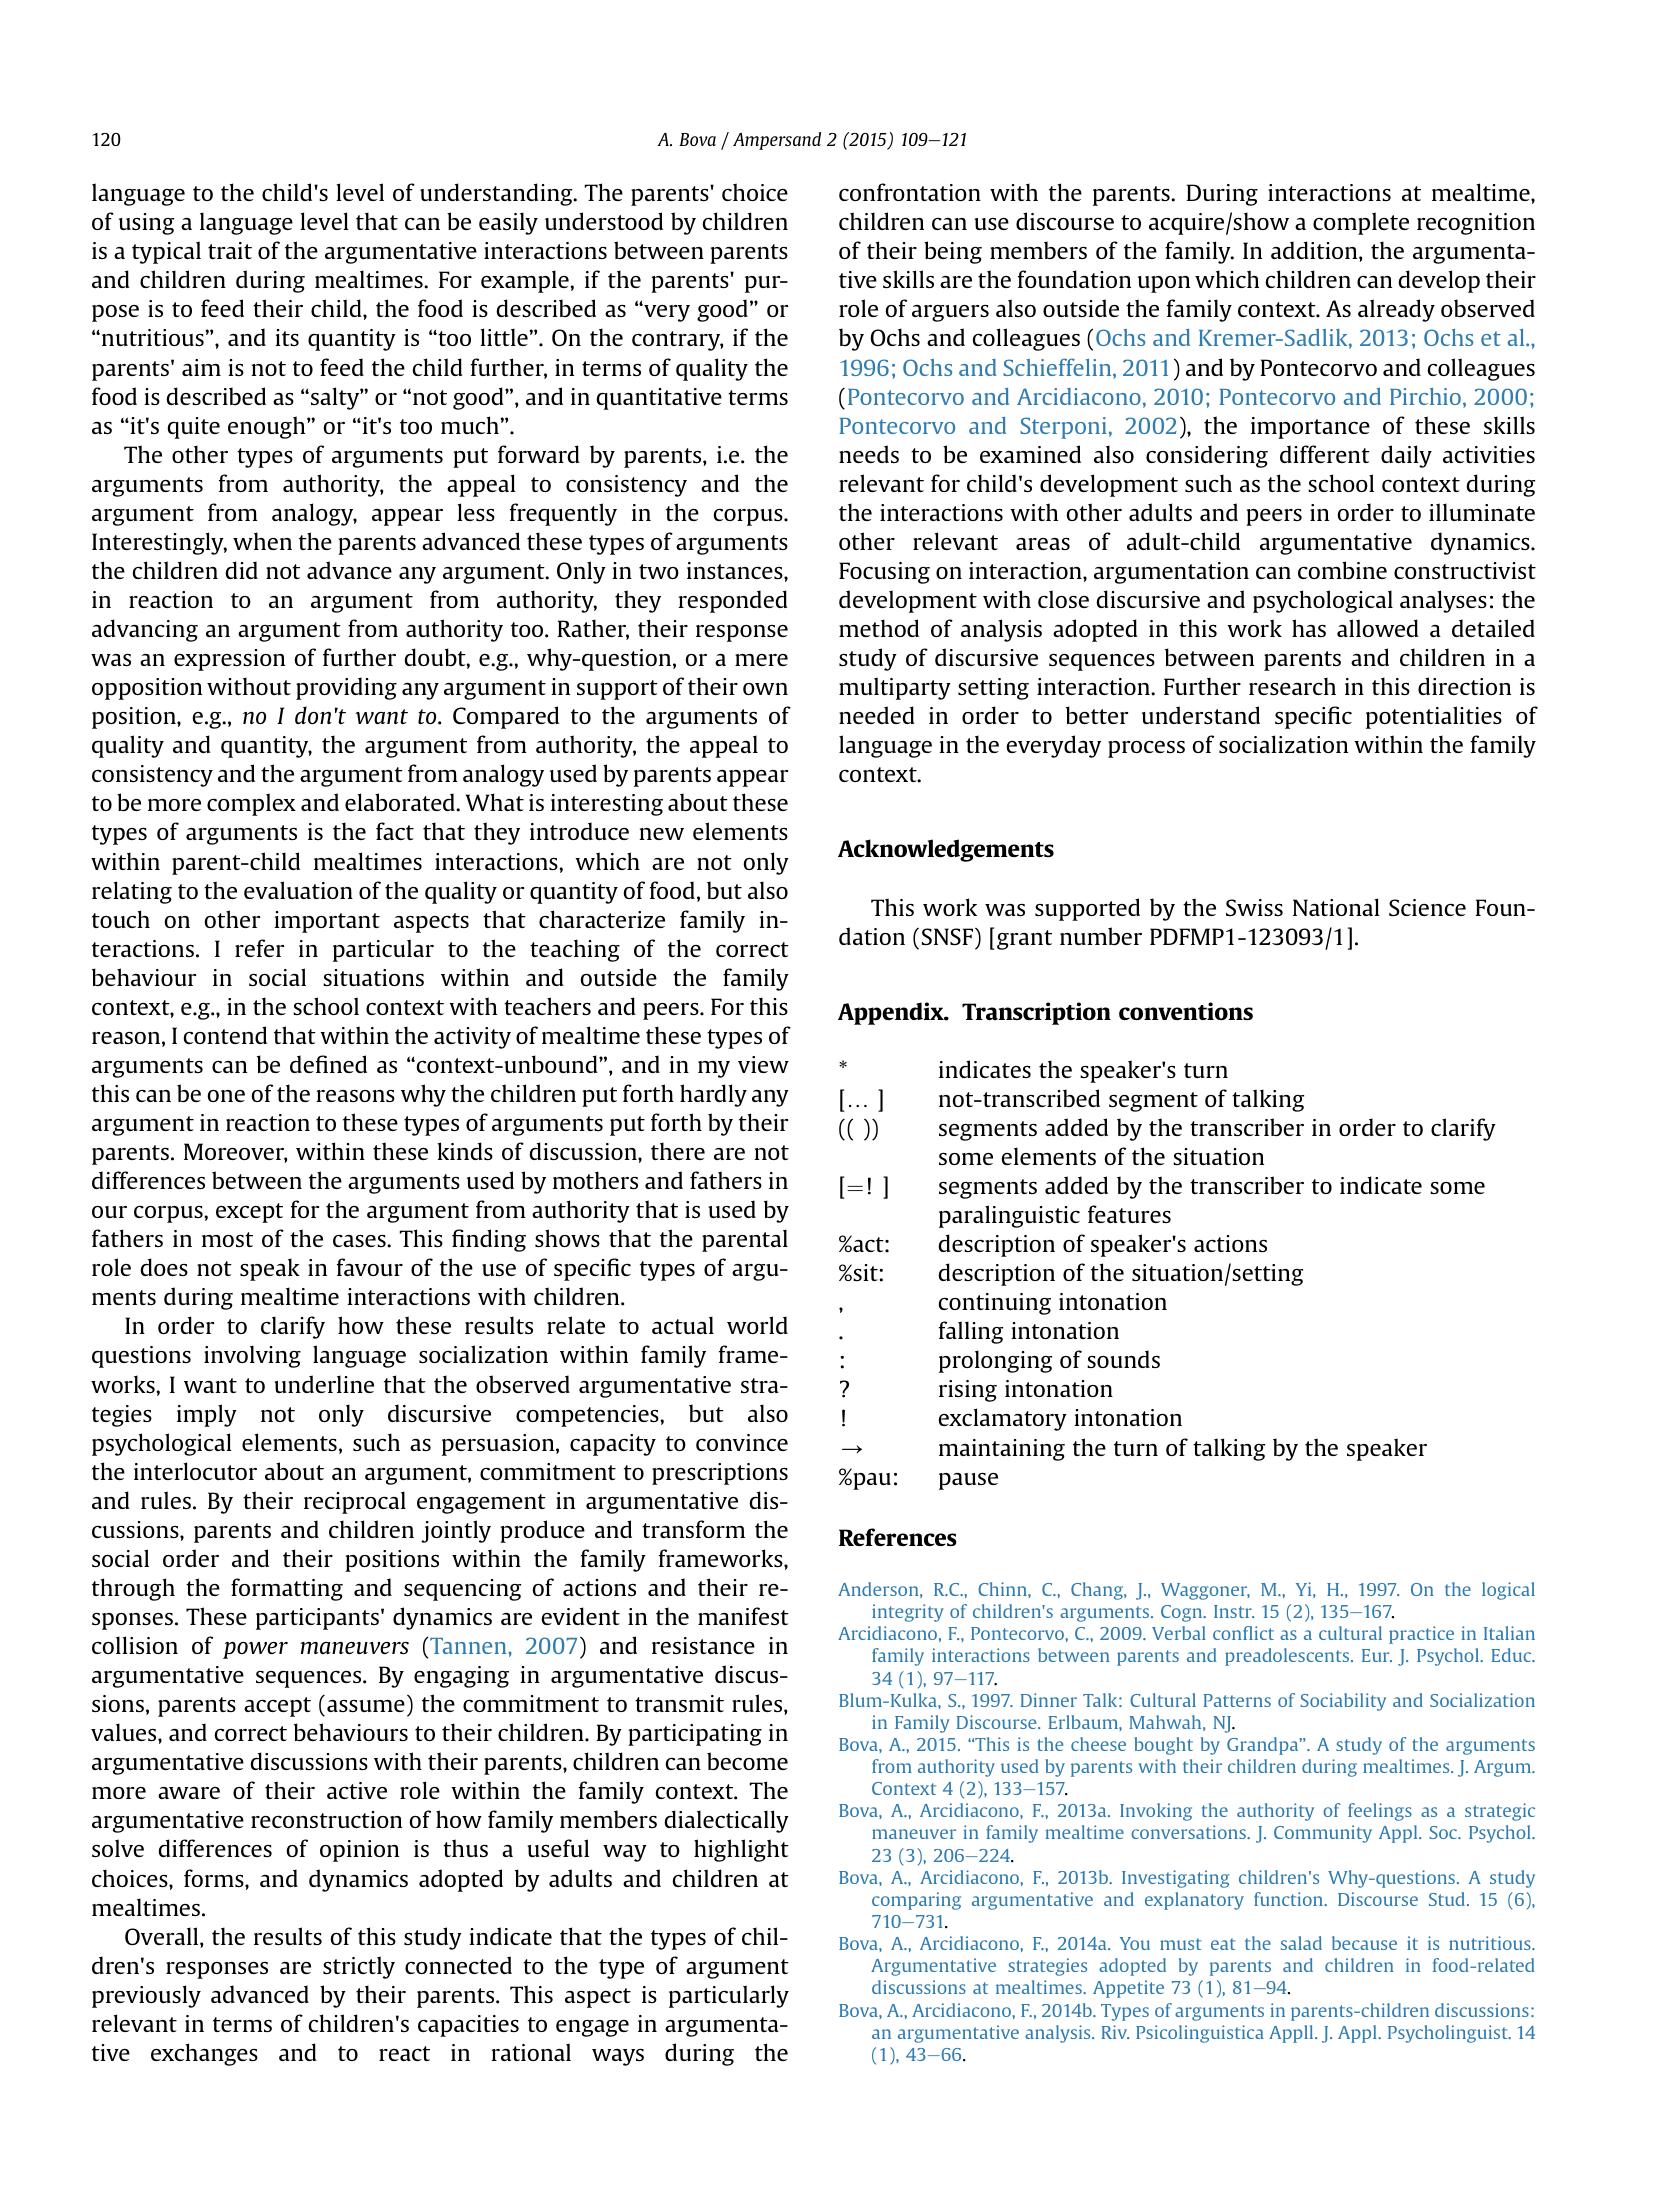 120
A. Bova / Ampersand 2 (2015) 109–121
language to the child's level of understanding. The parents' choice
of using a language level that can be easily understood by children
is a typical trait of the argumentative interactions between parents
and children during mealtimes. For example, if the parents' pur-
pose is to feed their child, the food is described as “very good” or
“nutritious”, and its quantity is “too little”. On the contrary, if the
parents' aim is not to feed the child further, in terms of quality the
food is described as “salty” or “not good”, and in quantitative terms
as “it's quite enough” or “it's too much”.
The other types of arguments put forward by parents, i.e. the
arguments from authority, the appeal to consistency and the
argument from analogy, appear less frequently in the corpus.
Interestingly, when the parents advanced these types of arguments
the children did not advance any argument. Only in two instances,
in reaction to an argument from authority, they responded
advancing an argument from authority too. Rather, their response
was an expression of further doubt, e.g., why-question, or a mere
opposition without providing any argument in support of their own
position, e.g., no I don't want to. Compared to the arguments of
quality and quantity, the argument from authority, the appeal to
consistency and the argument from analogy used by parents appear
to be more complex and elaborated. What is interesting about these
types of arguments is the fact that they introduce new elements
within parent-child mealtimes interactions, which are not only
relating to the evaluation of the quality or quantity of food, but also
touch on other important aspects that characterize family in-
teractions. I refer in particular to the teaching of the correct
behaviour in social situations within and outside the family
context, e.g., in the school context with teachers and peers. For this
reason, I contend that within the activity of mealtime these types of
arguments can be defined as “context-unbound”, and in my view
this can be one of the reasons why the children put forth hardly any
argument in reaction to these types of arguments put forth by their
parents. Moreover, within these kinds of discussion, there are not
differences between the arguments used by mothers and fathers in
our corpus, except for the argument from authority that is used by
fathers in most of the cases. This finding shows that the parental
role does not speak in favour of the use of specific types of argu-
ments during mealtime interactions with children.
In order to clarify how these results relate to actual world
questions involving language socialization within family frame-
works, I want to underline that the observed argumentative stra-
tegies imply not only discursive competencies, but also
psychological elements, such as persuasion, capacity to convince
the interlocutor about an argument, commitment to prescriptions
and rules. By their reciprocal engagement in argumentative dis-
cussions, parents and children jointly produce and transform the
social order and their positions within the family frameworks,
through the formatting and sequencing of actions and their re-
sponses. These participants' dynamics are evident in the manifest
collision of power maneuvers (Tannen, 2007) and resistance in
argumentative sequences. By engaging in argumentative discus-
sions, parents accept (assume) the commitment to transmit rules,
values, and correct behaviours to their children. By participating in
argumentative discussions with their parents, children can become
more aware of their active role within the family context. The
argumentative reconstruction of how family members dialectically
solve differences of opinion is thus a useful way to highlight
choices, forms, and dynamics adopted by adults and children at
mealtimes.
Overall, the results of this study indicate that the types of chil-
dren's responses are strictly connected to the type of argument
previously advanced by their parents. This aspect is particularly
relevant in terms of children's capacities to engage in argumenta-
tive exchanges and to react in rational ways during the
confrontation with the parents. During interactions at mealtime,
children can use discourse to acquire/show a complete recognition
of their being members of the family. In addition, the argumenta-
tive skills are the foundation upon which children can develop their
role of arguers also outside the family context. As already observed
by Ochs and colleagues (Ochs and Kremer-Sadlik, 2013; Ochs et al.,
1996; Ochs and Schieffelin, 2011) and by Pontecorvo and colleagues
(Pontecorvo and Arcidiacono, 2010; Pontecorvo and Pirchio, 2000;
Pontecorvo and Sterponi, 2002), the importance of these skills
needs to be examined also considering different daily activities
relevant for child's development such as the school context during
the interactions with other adults and peers in order to illuminate
other relevant areas of adult-child argumentative dynamics.
Focusing on interaction, argumentation can combine constructivist
development with close discursive and psychological analyses: the
method of analysis adopted in this work has allowed a detailed
study of discursive sequences between parents and children in a
multiparty setting interaction. Further research in this direction is
needed in order to better understand specific potentialities of
language in the everyday process of socialization within the family
context.
Acknowledgements
This work was supported by the Swiss National Science Foun-
dation (SNSF) [grant number PDFMP1-123093/1].
Appendix. Transcription conventions
* indicates the speaker's turn
[… ] not-transcribed segment of talking
(( )) segments added by the transcriber in order to clarify
some elements of the situation
[=! ] segments added by the transcriber to indicate some
paralinguistic features
%act: description of speaker's actions
%sit: description of the situation/setting
, continuing intonation
. falling intonation
: prolonging of sounds
? rising intonation
! exclamatory intonation
→ maintaining the turn of talking by the speaker
%pau: pause
References
Anderson, R.C., Chinn, C., Chang, J., Waggoner, M., Yi, H., 1997. On the logical
integrity of children's arguments. Cogn. Instr. 15 (2), 135–167.
Arcidiacono, F., Pontecorvo, C., 2009. Verbal conflict as a cultural practice in Italian
family interactions between parents and preadolescents. Eur. J. Psychol. Educ.
34 (1), 97–117.
Blum-Kulka, S., 1997. Dinner Talk: Cultural Patterns of Sociability and Socialization
in Family Discourse. Erlbaum, Mahwah, NJ.
Bova, A., 2015. “This is the cheese bought by Grandpa”. A study of the arguments
from authority used by parents with their children during mealtimes. J. Argum.
Context 4 (2), 133–157.
Bova, A., Arcidiacono, F., 2013a. Invoking the authority of feelings as a strategic
maneuver in family mealtime conversations. J. Community Appl. Soc. Psychol.
23 (3), 206–224.
Bova, A., Arcidiacono, F., 2013b. Investigating children's Why-questions. A study
comparing argumentative and explanatory function. Discourse Stud. 15 (6),
710–731.
Bova, A., Arcidiacono, F., 2014a. You must eat the salad because it is nutritious.
Argumentative strategies adopted by parents and children in food-related
discussions at mealtimes. Appetite 73 (1), 81–94.
Bova, A., Arcidiacono, F., 2014b. Types of arguments in parents-children discussions:
an argumentative analysis. Riv. Psicolinguistica Appll. J. Appl. Psycholinguist. 14
(1), 43–66.